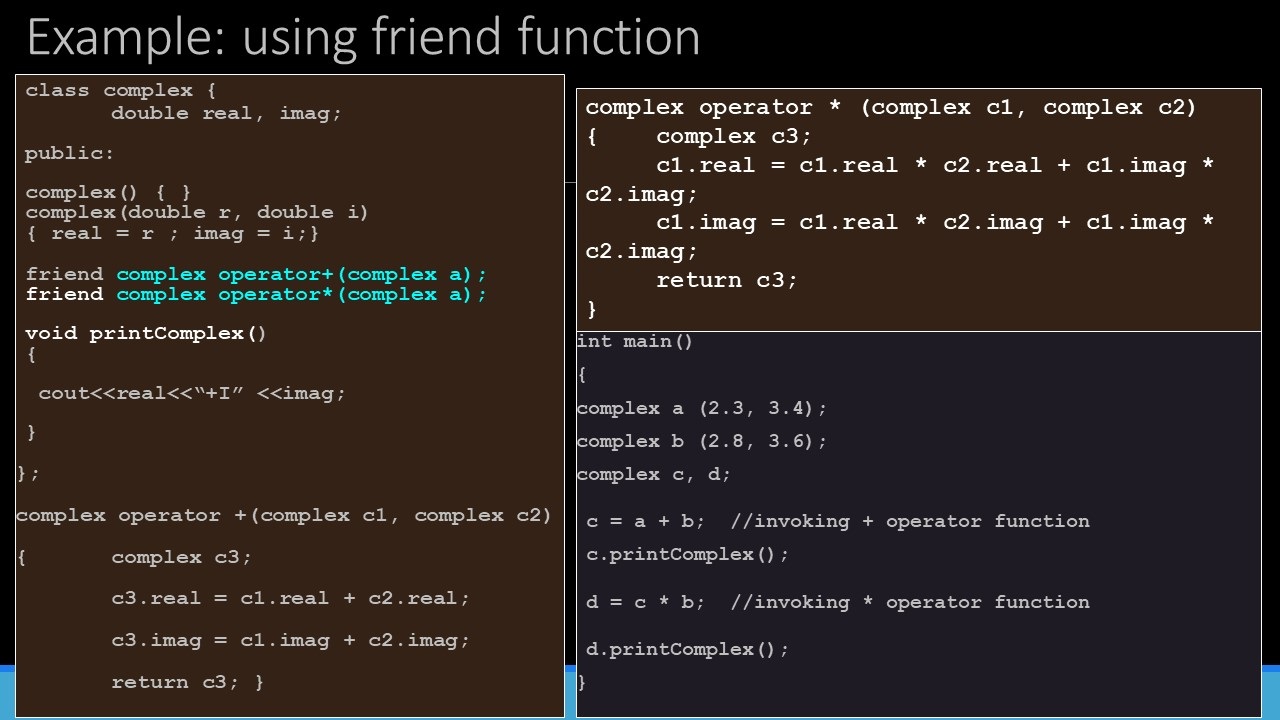 Example: using friend function
class complex {
double real, imag;
public:
complex() { }
complex(double r, double i)
{ real = r ; imag = i;}
friend complex operator+(complex a);
friend complex operator*(complex a);
void printComplex()
{
cout<<real<<“+I” <<imag;
}
};
complex operator +(complex c1, complex c2)
{ complex c3;
c3.real = c1.real + c2.real;
c3.imag = c1.imag + c2.imag;
return c3; }
complex operator * (complex c1, complex c2)
{ complex c3;
c1.real = c1.real * c2.real + c1.imag *
c2.imag;
c1.imag = c1.real * c2.imag + c1.imag *
c2.imag;
return c3;
}
int main()
{
complex a (2.3, 3.4);
complex b (2.8, 3.6);
complex c, d;
c = a + b; //invoking + operator function
c.printComplex();
d = c * b; //invoking * operator function
d.printComplex();
}